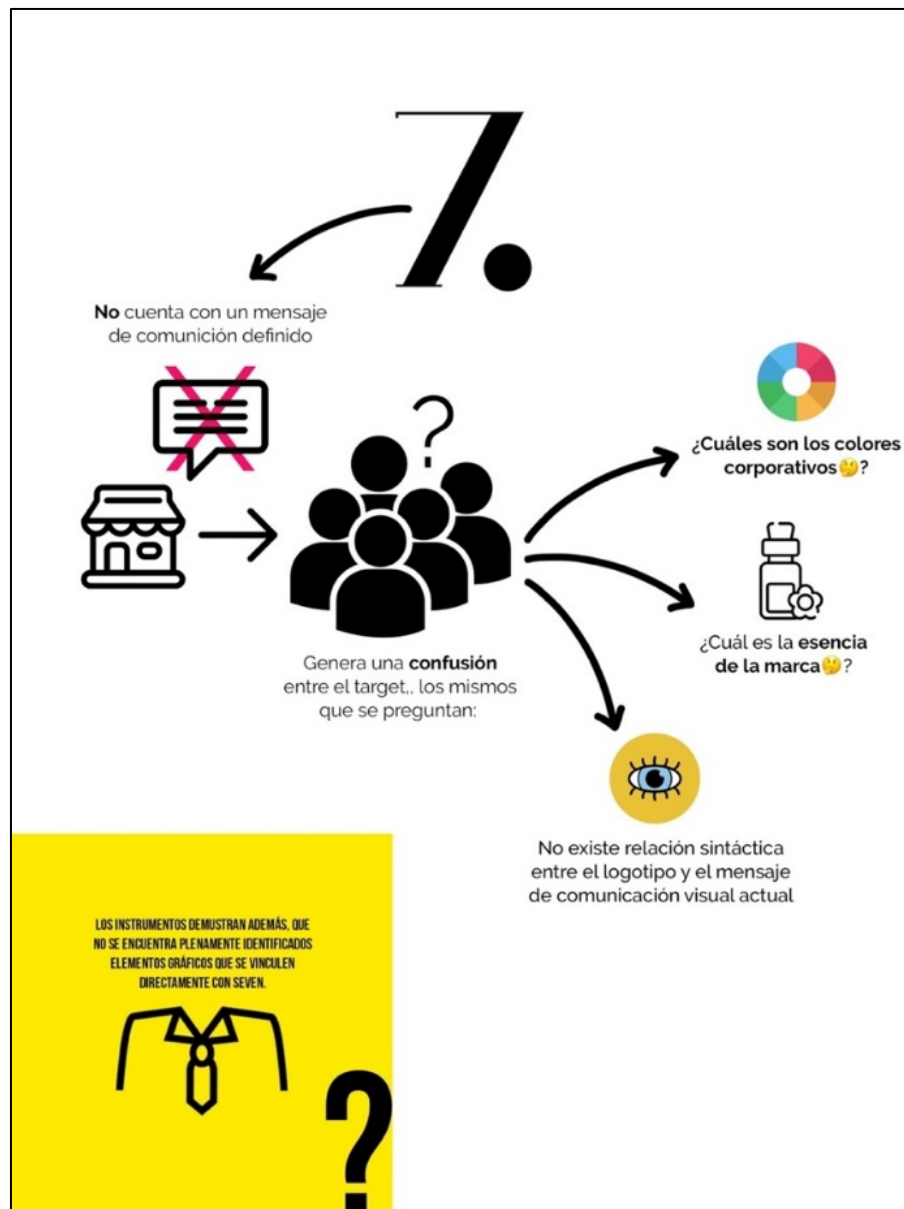 7.
No cuenta con un mensaje
de comunición definido
?
¿Cuáles son los colores
corporativos🤔?
¿Cuál es la esencia
de la marca🤔?
Genera una confusión
entre el target,, los mismos
que se preguntan:
No existe relación sintáctica
entre el logotipo y el mensaje
de comunicación visual actual
LOS INSTRUMENTOS DEMUSTRAN ADEMÁS, QUE
NO SE ENCUENTRA PLENAMENTE IDENTIFICADOS
ELEMENTOS GRÁFICOS QUE SE VINCULEN
DIRECTAMENTE CON SEVEN.
?